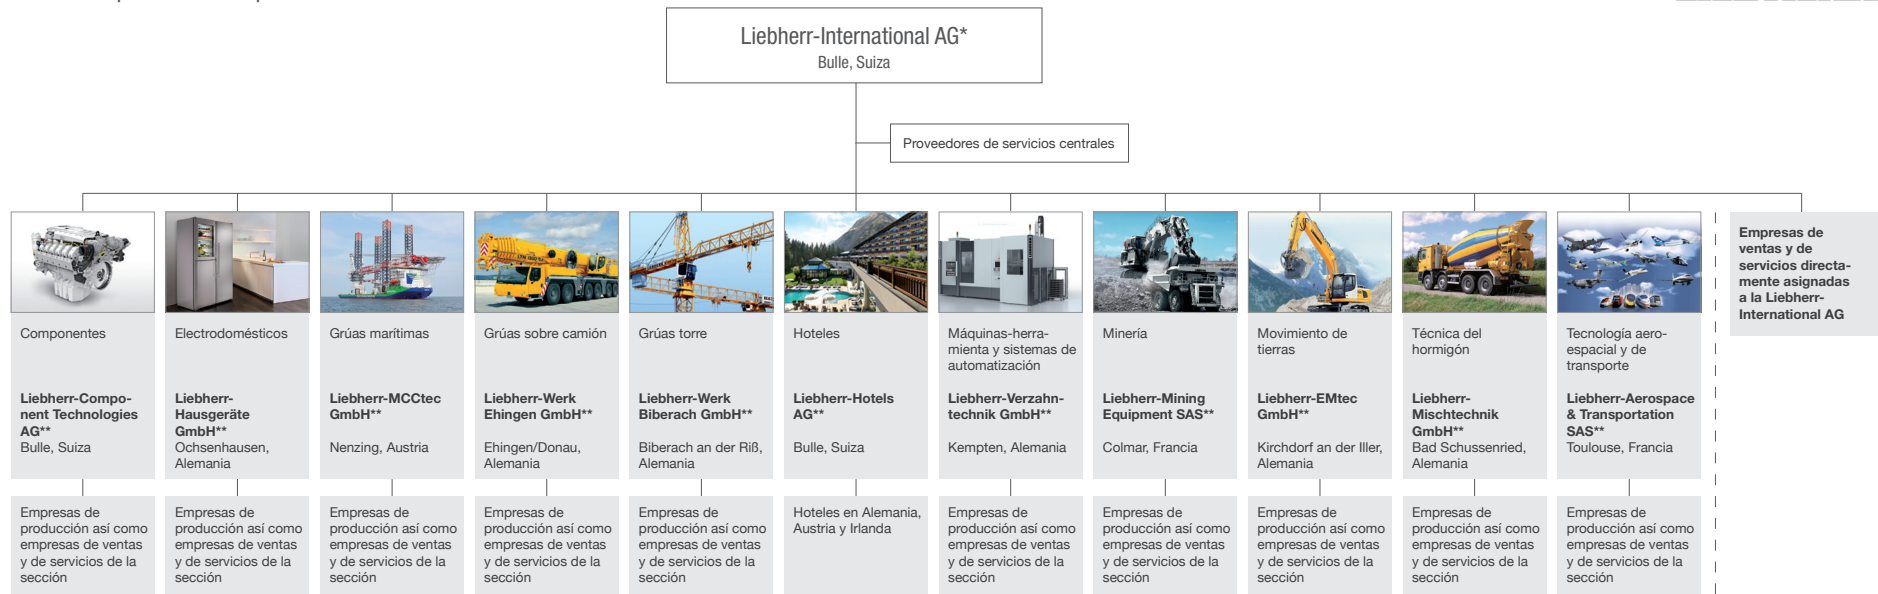 Liebherr-International AG*
Bulle, Suiza
Proveedores de servicios centrales
Componentes
Liebherr-Compo-
nent Technologies
AG**
Bulle, Suiza
Empresas de
producción así como
empresas de ventas
y de servicios de la
sección
Electrodomésticos
Liebherr-
Hausgeräte
GmbH**
Ochsenhausen,
Alemania
Empresas de
producción así como
empresas de ventas
y de servicios de la
sección
Grúas marítimas
Liebherr-MCCtec
GmbH**
Nenzing, Austria
Empresas de
producción así como
empresas de ventas
y de servicios de la
sección
Grúas sobre camión
Liebherr-Werk
Ehingen GmbH**
Ehingen/Donau,
Alemania
Empresas de
producción así como
empresas de ventas
y de servicios de la
sección
Grúas torre
Liebherr-Werk
Biberach GmbH**
Biberach an der Riß,
Alemania
Empresas de
producción así como
empresas de ventas
y de servicios de la
sección
Hoteles
Liebherr-Hotels
AG**
Bulle, Suiza
Hoteles en Alemania,
Austria y Irlanda
Máquinas-herra-
mienta y sistemas de
automatización
Liebherr-Verzahn-
technik GmbH**
Kempten, Alemania
Empresas de
producción así como
empresas de ventas
y de servicios de la
sección
Minería
Liebherr-Mining
Equipment SAS**
Colmar, Francia
Empresas de
producción así como
empresas de ventas
y de servicios de la
sección
Movimiento de
tierras
Liebherr-EMtec
GmbH**
Kirchdorf an der Iller,
Alemania
Empresas de
producción así como
empresas de ventas
y de servicios de la
sección
Técnica del
hormigón
Liebherr-
Mischtechnik
GmbH**
Bad Schussenried,
Alemania
Empresas de
producción así como
empresas de ventas
y de servicios de la
sección
Tecnología aero-
espacial y de
transporte
Liebherr-Aerospace
& Transportation
SAS**
Toulouse, Francia
Empresas de
producción así como
empresas de ventas
y de servicios de la
sección
Empresas de
ventas y de
servicios directa-
mente asignadas
a la Liebherr-
International AG